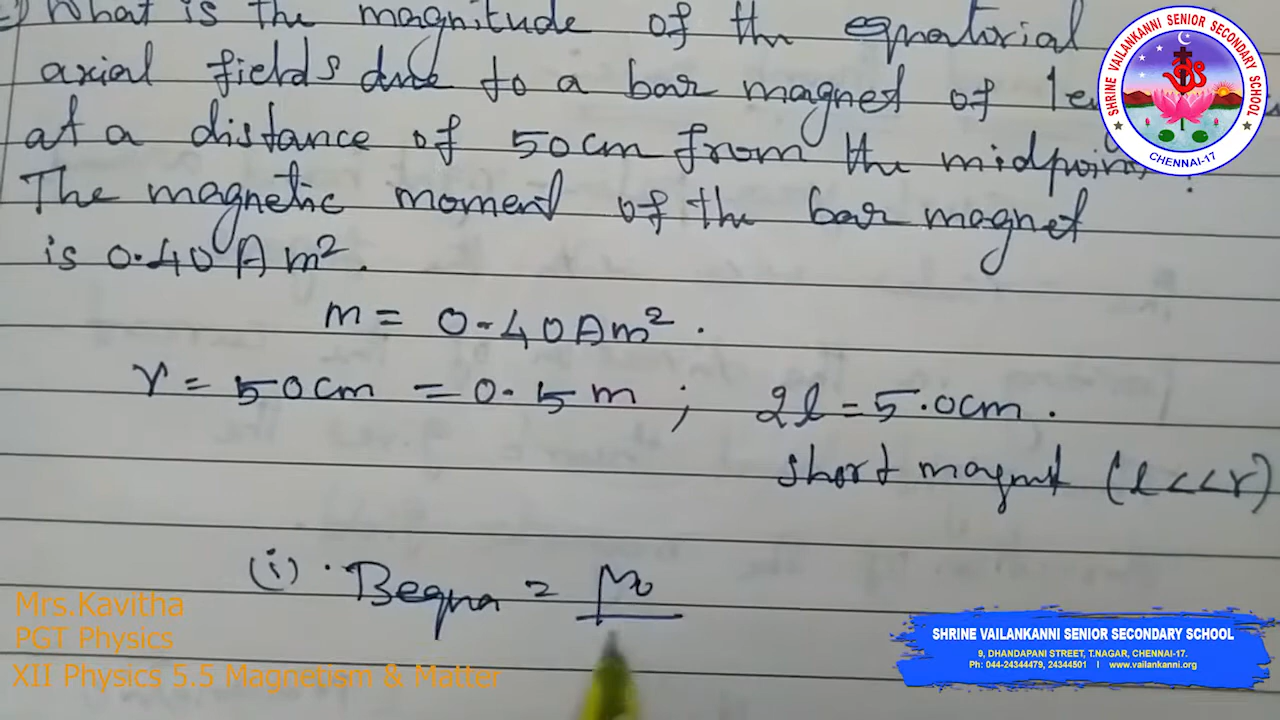 What is the magnitude of the equatorial
axial fields due to a bar magnet of
at a distance of 50cm from the midpoint ?
The magnetic moment of the bar magnet
is 0.40 A m².
m = 0.40 Am².
r = 50 cm = 0.5 m ; 2l = 5.0cm.
short magnet (l << r)
(i). Bequa = μ₀
Mrs.Kavitha
PGT Physics
XII Physics 5.5 Magnetism & Matter
SHRINE VAILANKANNI SENIOR SECONDARY SCHOOL
CHENNAI-17
SHRINE VAILANKANNI SENIOR SECONDARY SCHOOL
9, DHANDAPANI STREET, T.NAGAR, CHENNAI-17.
Ph: 044-24344479, 24344501 | www.vailankanni.org